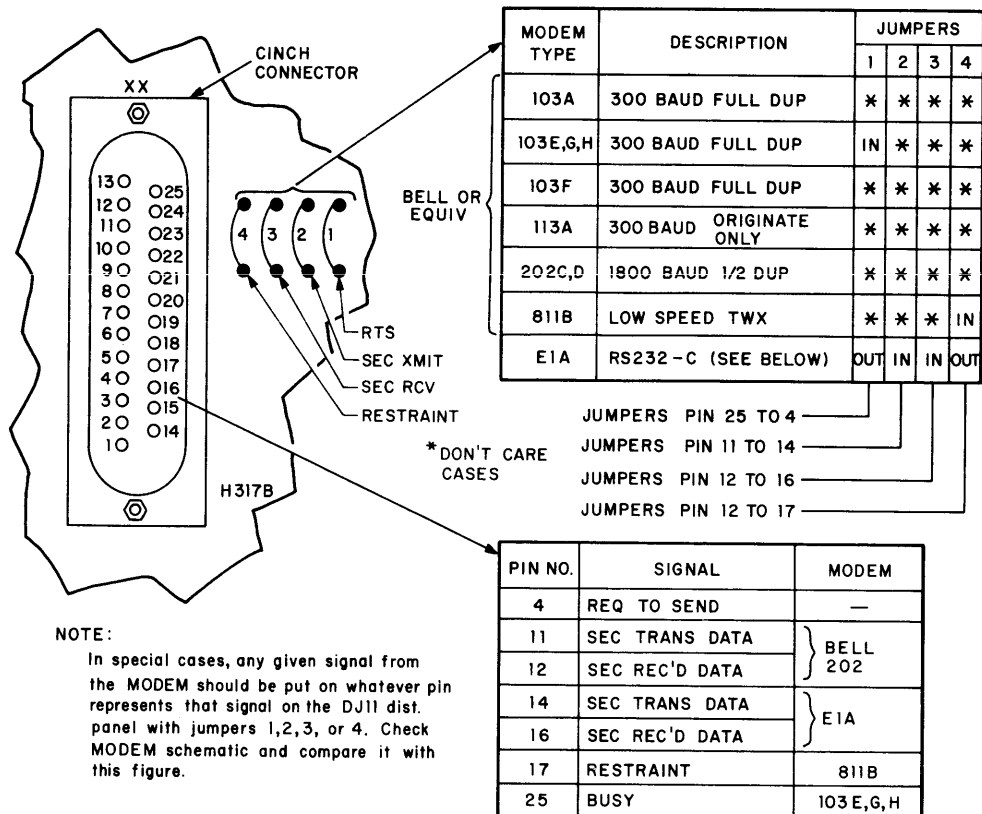 CINCH
CONNECTOR
XX
13 25
12 24
11 23
10 22
9 21
8 20
7 19
6 18
5 17
4 16
3 15
2 14
1
H317B
4 3 2 1
RTS
SEC XMIT
SEC RCV
RESTRAINT
BELL OR
EQUIV
MODEM TYPE DESCRIPTION JUMPERS
1 2 3 4
103A 300 BAUD FULL DUP * * * *
103E,G,H 300 BAUD FULL DUP IN * * *
103F 300 BAUD FULL DUP * * * *
113A 300 BAUD ORIGINATE ONLY * * * *
202C,D 1800 BAUD 1/2 DUP * * * *
811B LOW SPEED TWX * * * IN
EIA RS232-C (SEE BELOW) OUT IN IN OUT
JUMPERS PIN 25 TO 4
JUMPERS PIN 11 TO 14
JUMPERS PIN 12 TO 16
JUMPERS PIN 12 TO 17
*DON'T CARE
CASES
PIN NO. SIGNAL MODEM
4 REQ TO SEND —
11 SEC TRANS DATA
12 SEC REC'D DATA
BELL
202
14 SEC TRANS DATA
16 SEC REC'D DATA
EIA
17 RESTRAINT 811B
25 BUSY 103E,G,H
NOTE:
In special cases, any given signal from
the MODEM should be put on whatever pin
represents that signal on the DJ11 dist.
panel with jumpers 1,2,3, or 4. Check
MODEM schematic and compare it with
this figure.